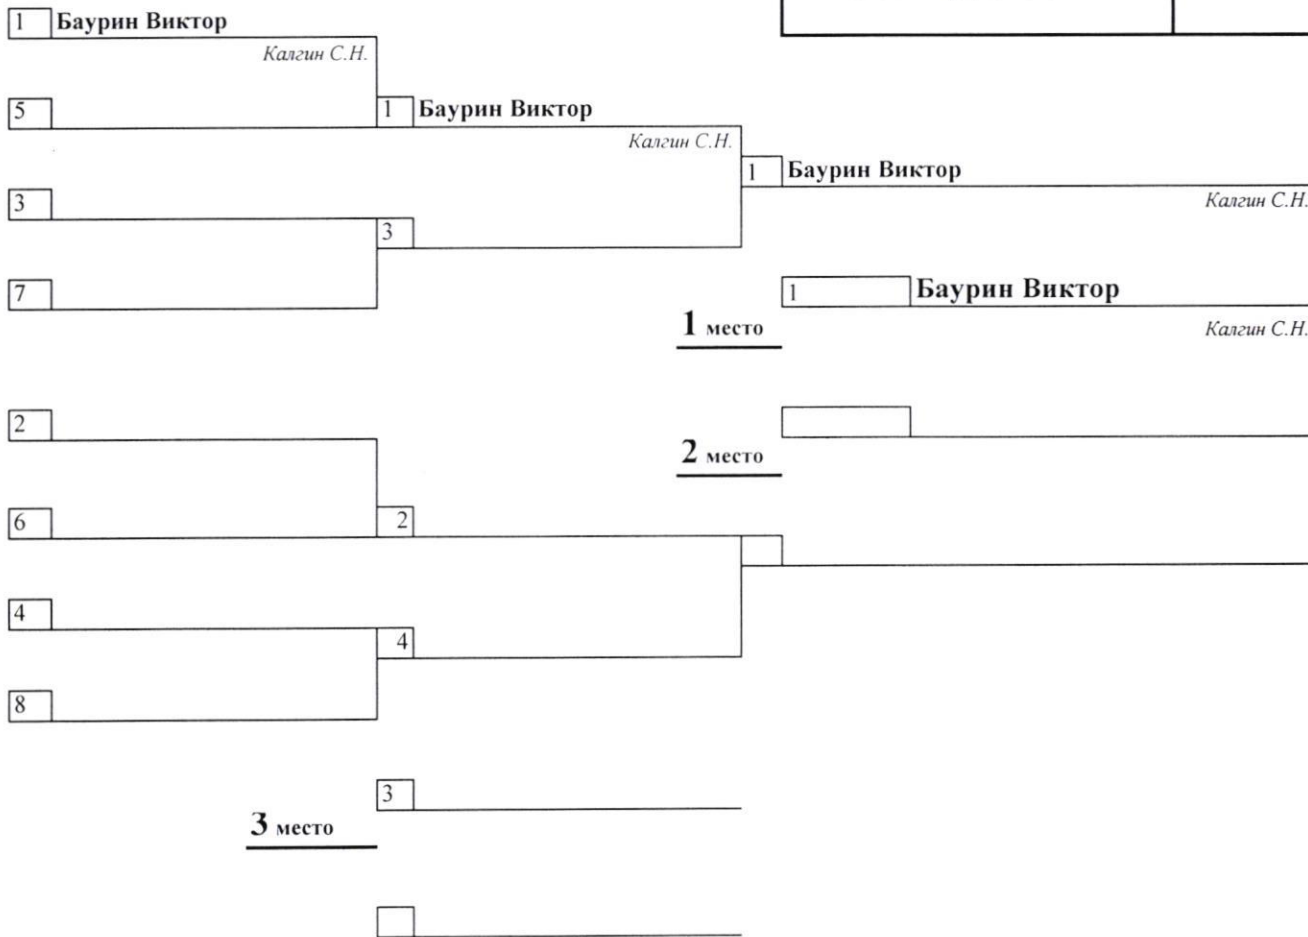 1 Баурин Виктор
Калгин С.Н.
5
1 Баурин Виктор
Калгин С.Н.
1 Баурин Виктор
Калгин С.Н.
3
3
7
1 Баурин Виктор
1 место
Калгин С.Н.
2
2 место
6
2
4
4
8
3
3 место